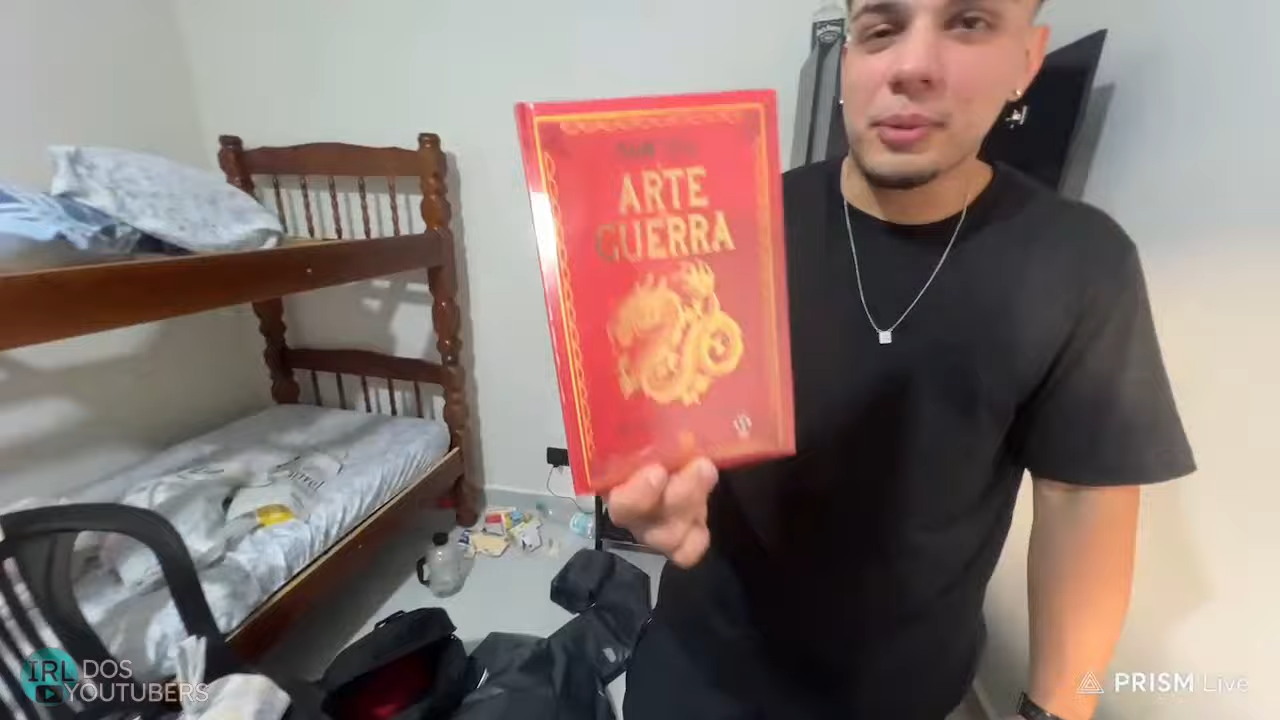 ARTE
GUERRA
IRL DOS
YOUTUBERS
PRISM Live